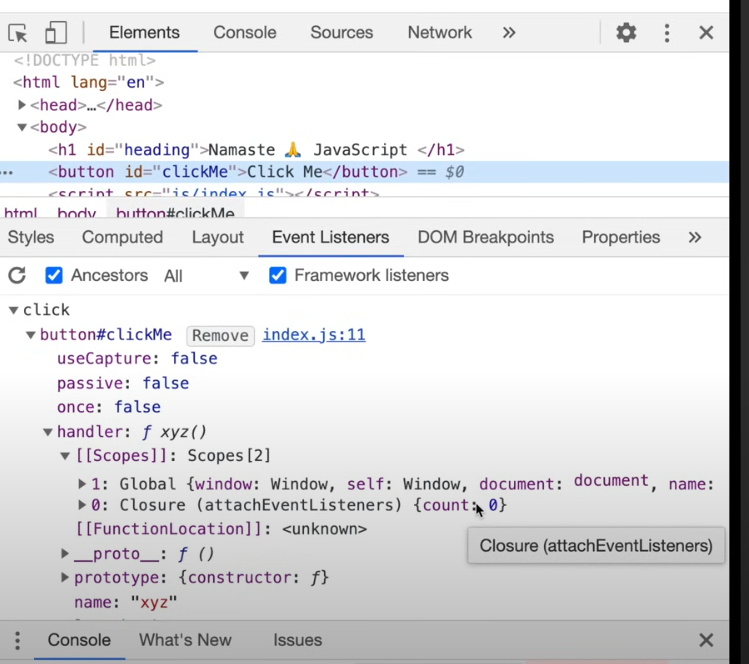 Elements Console Sources Network »
<!DOCTYPE html>
<html lang="en">
▶<head>…</head>
▼<body>
<h1 id="heading">Namaste 🙏 JavaScript </h1>
… <button id="clickMe">Click Me</button> == $0
<script src="js/index.js"></script>
html body button#clickMe
Styles Computed Layout Event Listeners DOM Breakpoints Properties »
Ancestors All ▼ Framework listeners
▼click
▼button#clickMe Remove index.js:11
useCapture: false
passive: false
once: false
▼handler: ƒ xyz()
▼[[Scopes]]: Scopes[2]
▶1: Global {window: Window, self: Window, document: document, name:
▶0: Closure (attachEventListeners) {count: 0}
[[FunctionLocation]]: <unknown>
Closure (attachEventListeners)
▶__proto__: ƒ ()
▶prototype: {constructor: ƒ}
name: "xyz"
Console What's New Issues